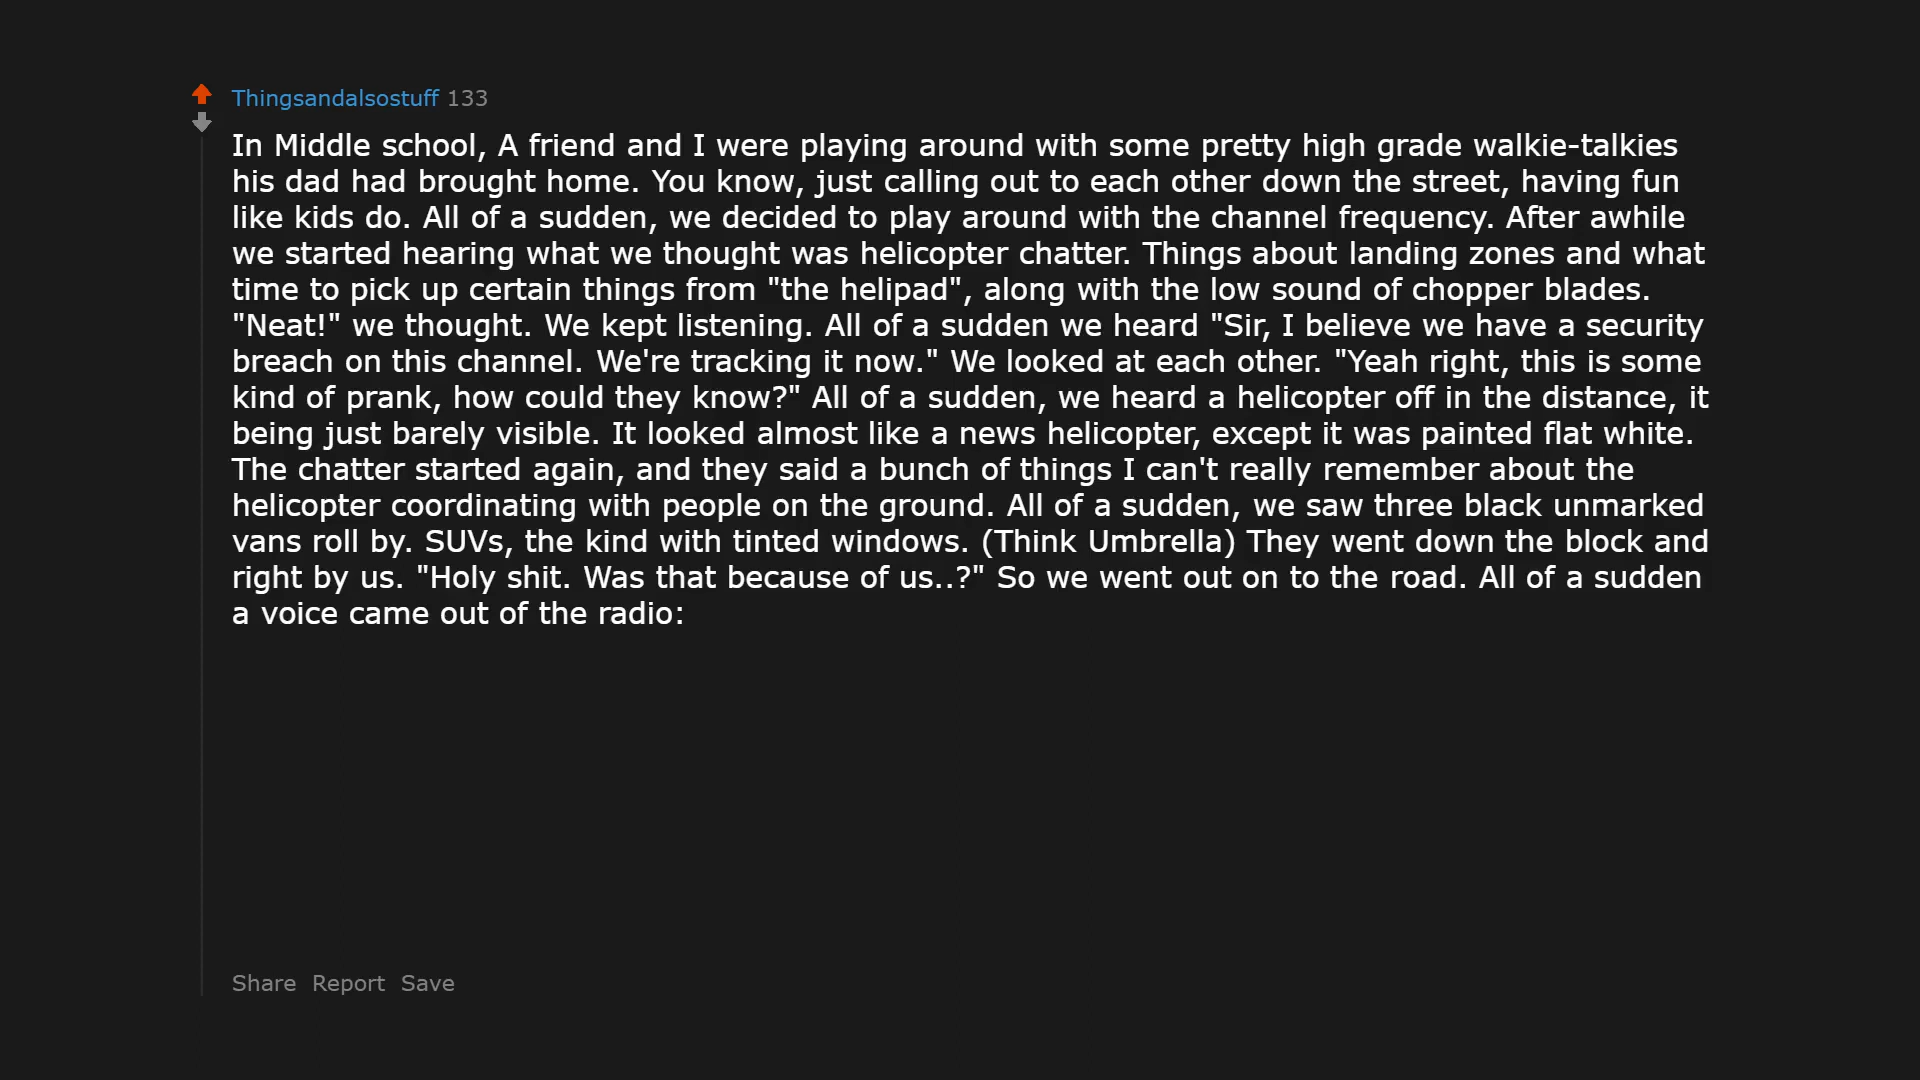 Thingsandalsostuff 133
In Middle school, A friend and I were playing around with some pretty high grade walkie-talkies
his dad had brought home. You know, just calling out to each other down the street, having fun
like kids do. All of a sudden, we decided to play around with the channel frequency. After awhile
we started hearing what we thought was helicopter chatter. Things about landing zones and what
time to pick up certain things from "the helipad", along with the low sound of chopper blades.
"Neat!" we thought. We kept listening. All of a sudden we heard "Sir, I believe we have a security
breach on this channel. We're tracking it now." We looked at each other. "Yeah right, this is some
kind of prank, how could they know?" All of a sudden, we heard a helicopter off in the distance, it
being just barely visible. It looked almost like a news helicopter, except it was painted flat white.
The chatter started again, and they said a bunch of things I can't really remember about the
helicopter coordinating with people on the ground. All of a sudden, we saw three black unmarked
vans roll by. SUVs, the kind with tinted windows. (Think Umbrella) They went down the block and
right by us. "Holy shit. Was that because of us..?" So we went out on to the road. All of a sudden
a voice came out of the radio:
Share Report Save